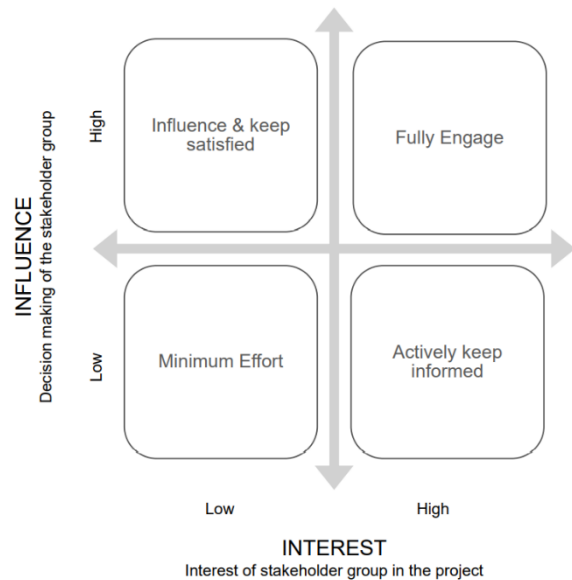 High
Influence & keep
satisfied
Fully Engage
INFLUENCE
Decision making of the stakeholder group
Low
Minimum Effort
Actively keep
informed
Low
High
INTEREST
Interest of stakeholder group in the project